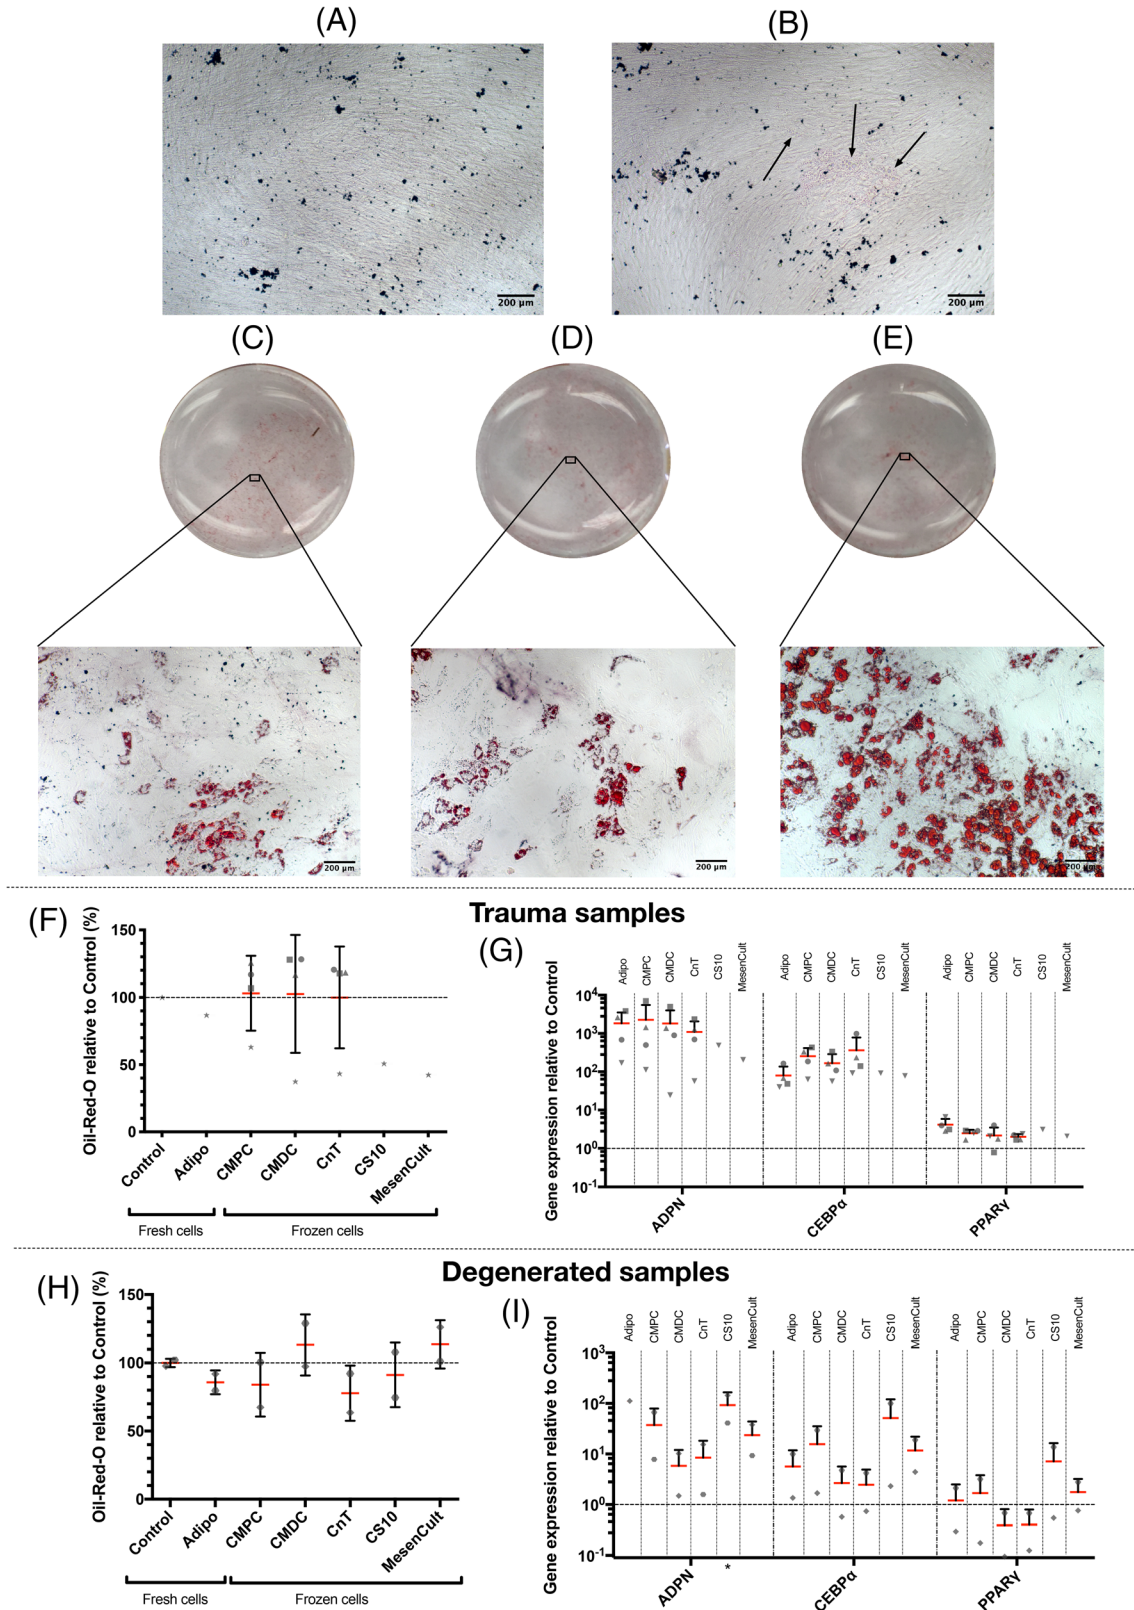 (A)
(B)
200 µm
200 µm
(C)
(D)
(E)
200 µm
200 µm
200 µm
Trauma samples
(F)
Oil-Red-O relative to Control (%)
150
100
50
0
Control
Adipo
CMPC
CMDC
CnT
CS10
MesenCult
Fresh cells
Frozen cells
(G)
Gene expression relative to Control
Adipo
CMPC
CMDC
CnT
CS10
MesenCult
Adipo
CMPC
CMDC
CnT
CS10
MesenCult
Adipo
CMPC
CMDC
CnT
CS10
MesenCult
10⁴
10³
10²
10¹
10⁰
10⁻¹
ADPN
CEBPα
PPARγ
Degenerated samples
(H)
Oil-Red-O relative to Control (%)
150
100
50
0
Control
Adipo
CMPC
CMDC
CnT
CS10
MesenCult
Fresh cells
Frozen cells
(I)
Gene expression relative to Control
Adipo
CMPC
CMDC
CnT
CS10
MesenCult
Adipo
CMPC
CMDC
CnT
CS10
MesenCult
Adipo
CMPC
CMDC
CnT
CS10
MesenCult
10³
10²
10¹
10⁰
10⁻¹
*
ADPN
CEBPα
PPARγ